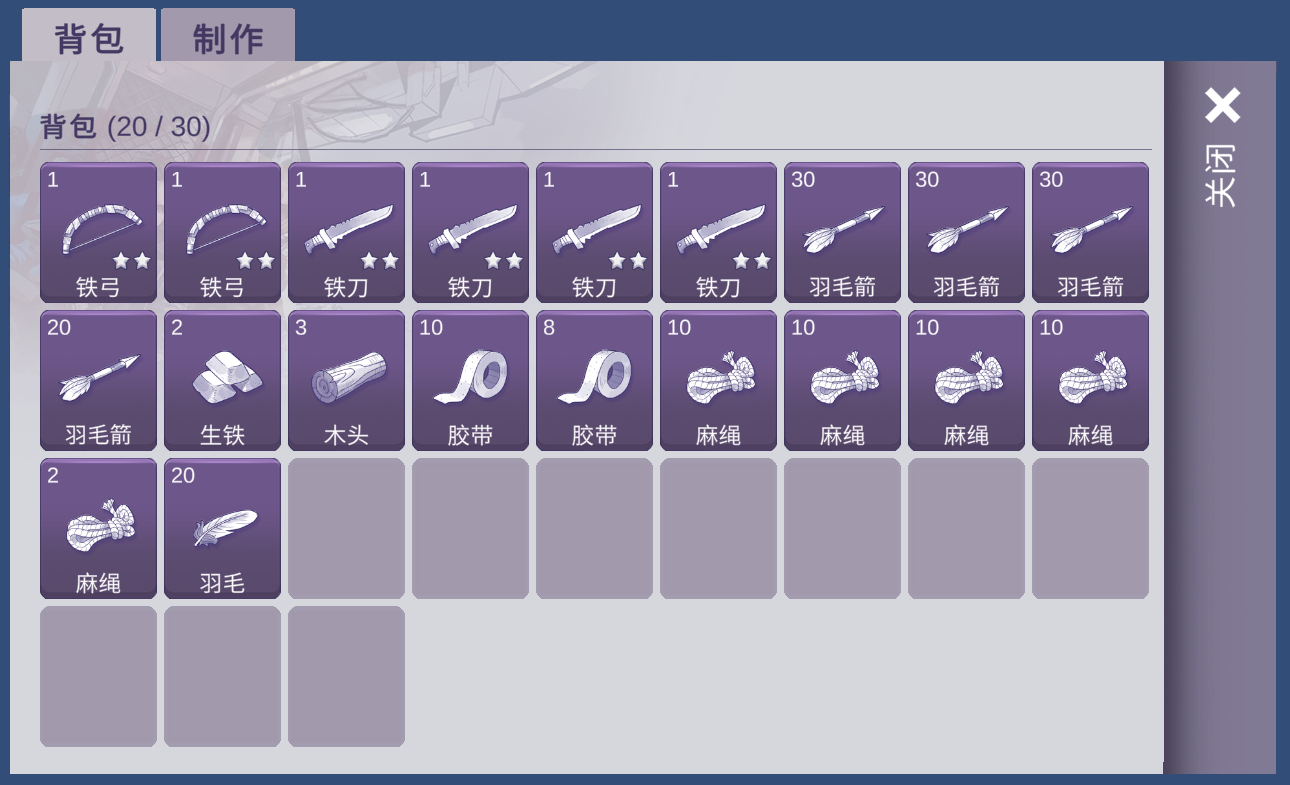 背包 制作
背包 (20 / 30)
关闭
1 1 1 1 1 1 30 30 30
铁弓 铁弓 铁刀 铁刀 铁刀 铁刀 羽毛箭 羽毛箭 羽毛箭
20 2 3 10 8 10 10 10 10
羽毛箭 生铁 木头 胶带 胶带 麻绳 麻绳 麻绳 麻绳
2 20
麻绳 羽毛